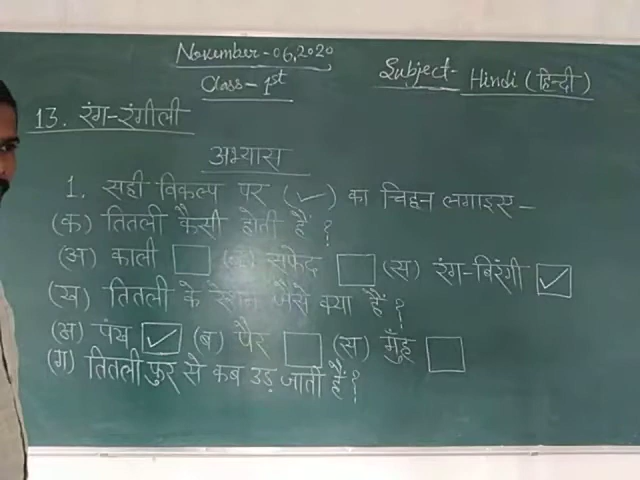 November-06,2020
Class-1st
Subject- Hindi (हिन्दी)
13. रंग-रंगीली
अभ्यास
1. सही विकल्प पर (✓) का चिह्न लगाइए-
(क) तितली कैसी होती है?
(अ) काली (ब) सफेद (स) रंग-बिरंगी ✓
(ख) तितली के रेशम जैसे क्या हैं?
(अ) पंख ✓ (ब) पैर (स) मुँह
(ग) तितली फुर से कब उड़ जाती है?